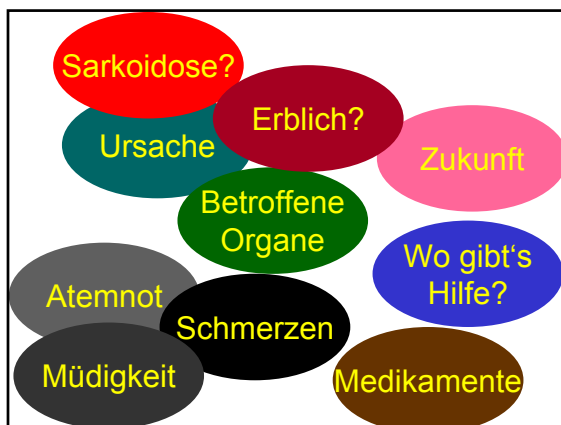 Sarkoidose?
Erblich?
Ursache
Zukunft
Betroffene
Organe
Wo gibt‘s
Hilfe?
Atemnot
Schmerzen
Müdigkeit
Medikamente